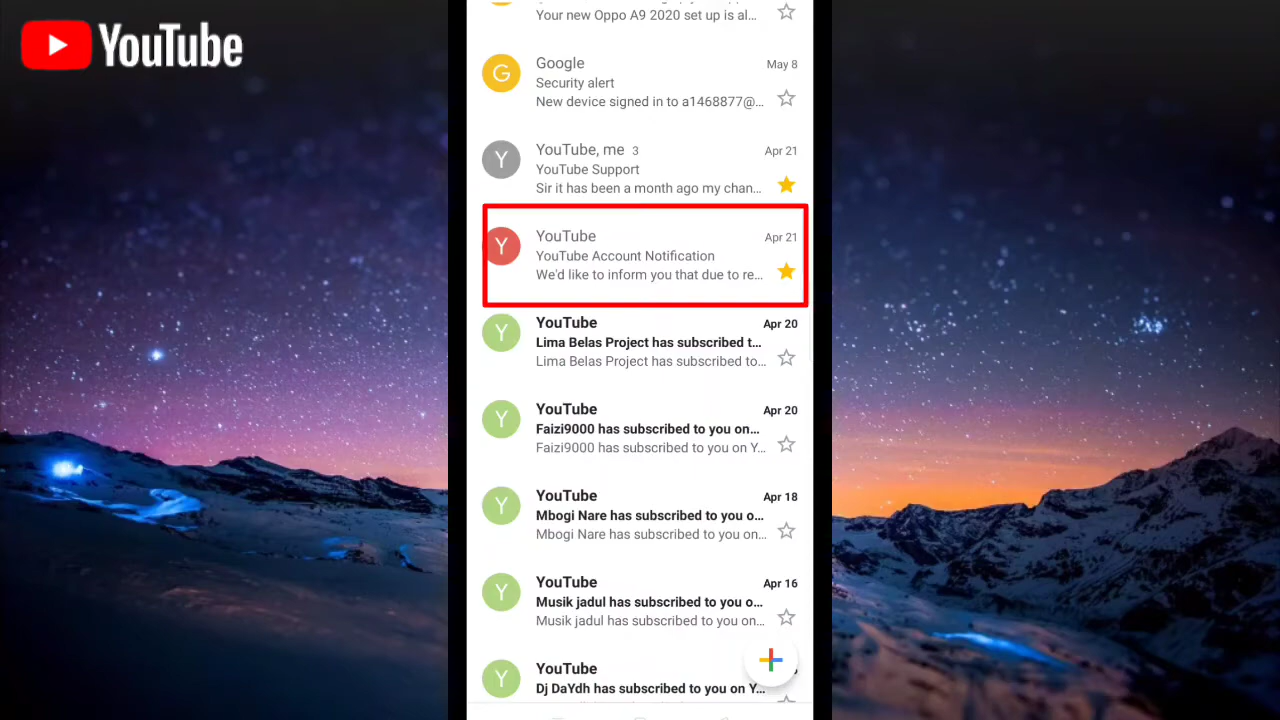 YouTube
Your new Oppo A9 2020 set up is al...
G
Google
May 8
Security alert
New device signed in to a1468877@...
Y
YouTube, me 3
Apr 21
YouTube Support
Sir it has been a month ago my chan...
Y
YouTube
Apr 21
YouTube Account Notification
We'd like to inform you that due to re...
Y
YouTube
Apr 20
Lima Belas Project has subscribed t...
Lima Belas Project has subscribed to...
Y
YouTube
Apr 20
Faizi9000 has subscribed to you on...
Faizi9000 has subscribed to you on Y...
Y
YouTube
Apr 18
Mbogi Nare has subscribed to you o...
Mbogi Nare has subscribed to you on...
Y
YouTube
Apr 16
Musik jadul has subscribed to you o...
Musik jadul has subscribed to you on...
Y
YouTube
Dj DaYdh has subscribed to you on Y...